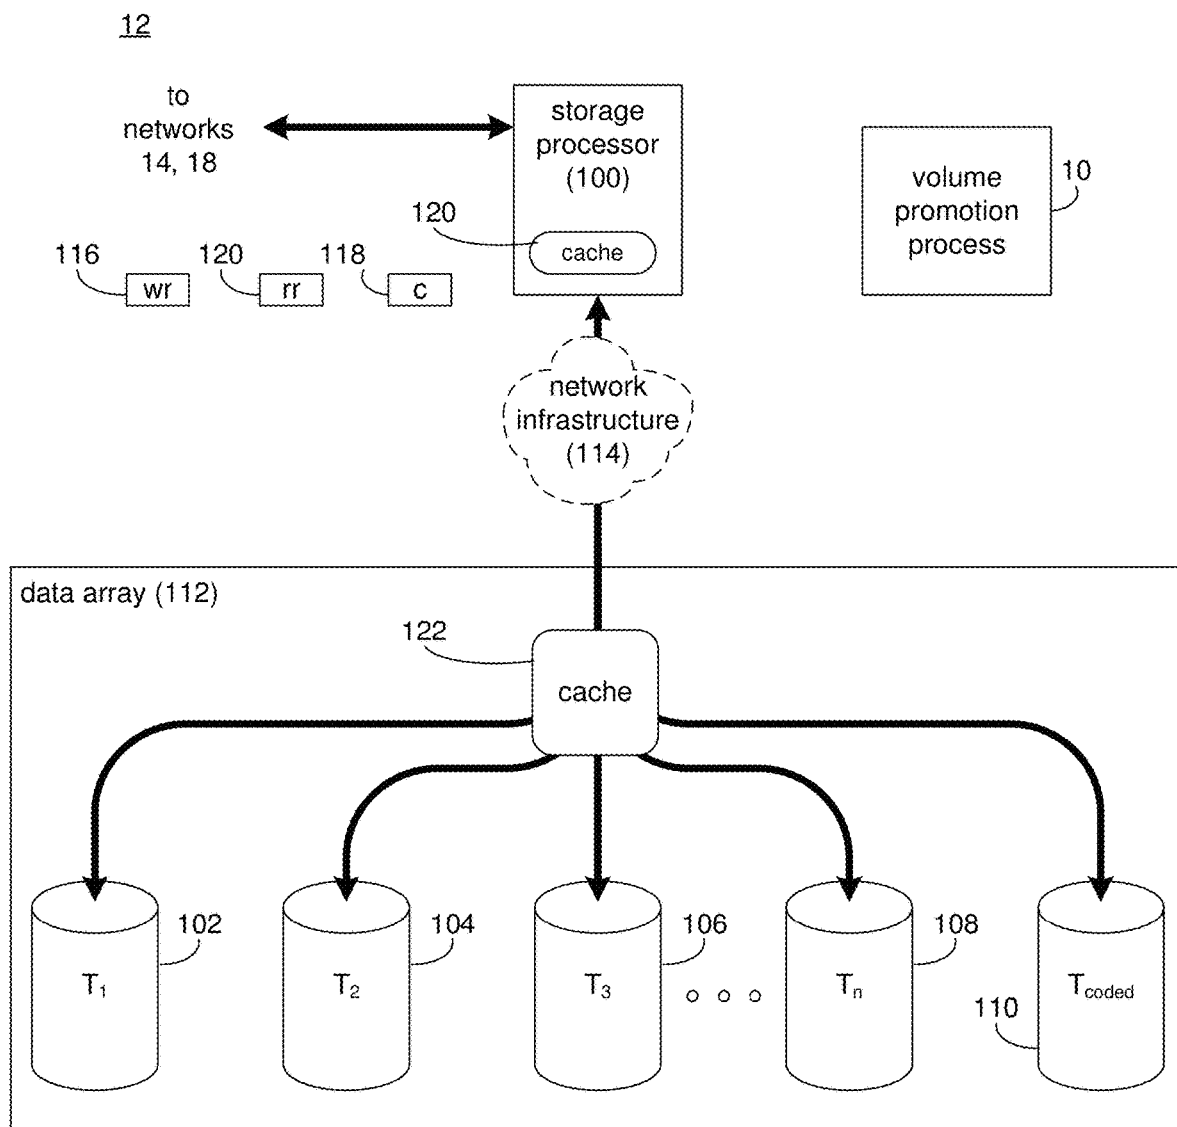 12
to
networks
14, 18
storage
processor
(100)
120
cache
volume
promotion
process
10
116
wr
120
rr
118
c
network
infrastructure
(114)
data array (112)
122
cache
102
T1
104
T2
106
T3
108
Tn
110
Tcoded